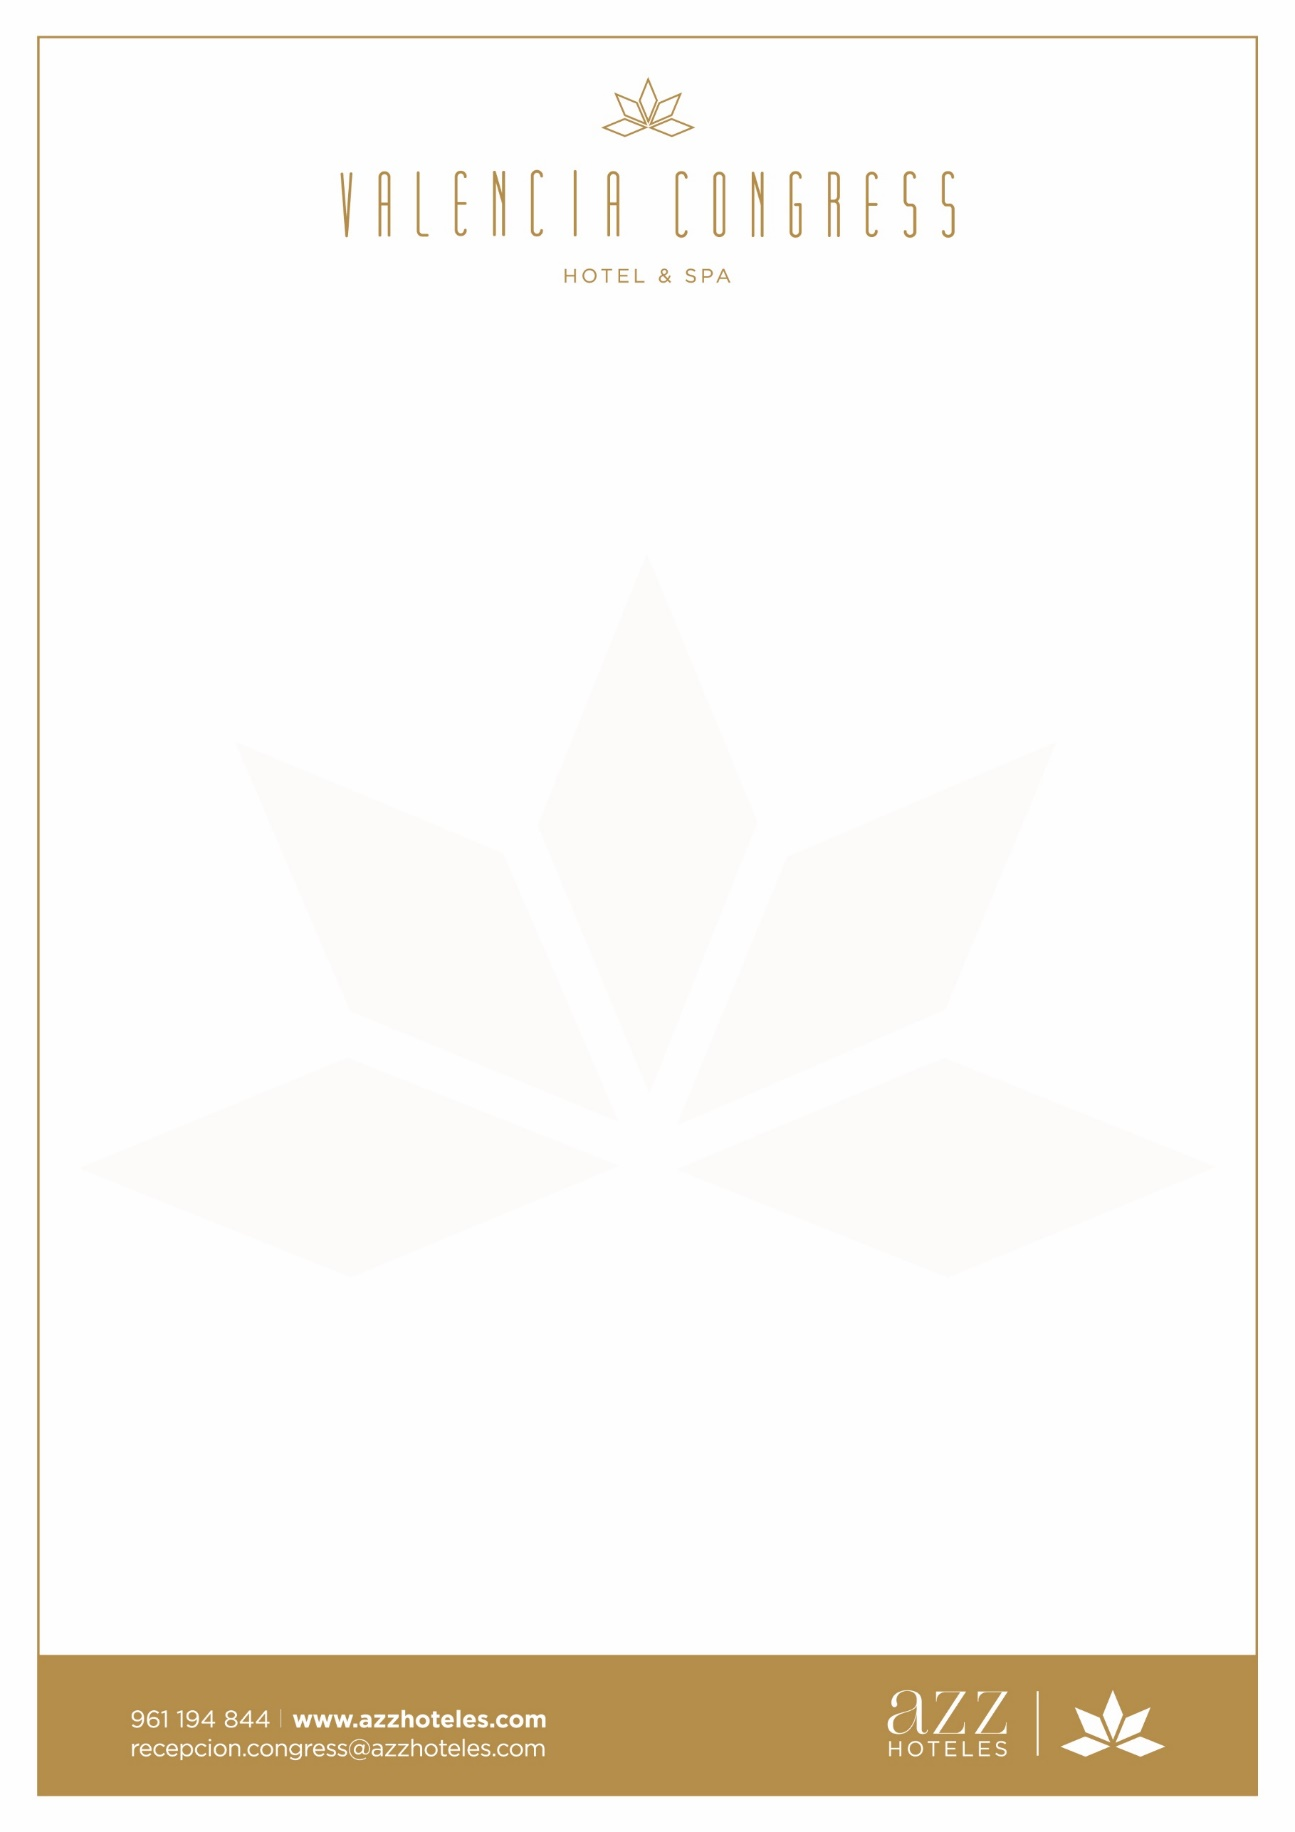 VALENCIA CONGRESS
HOTEL & SPA
961 194 844 | www.azzhoteles.com
recepcion.congress@azzhoteles.com
azz
HOTELES